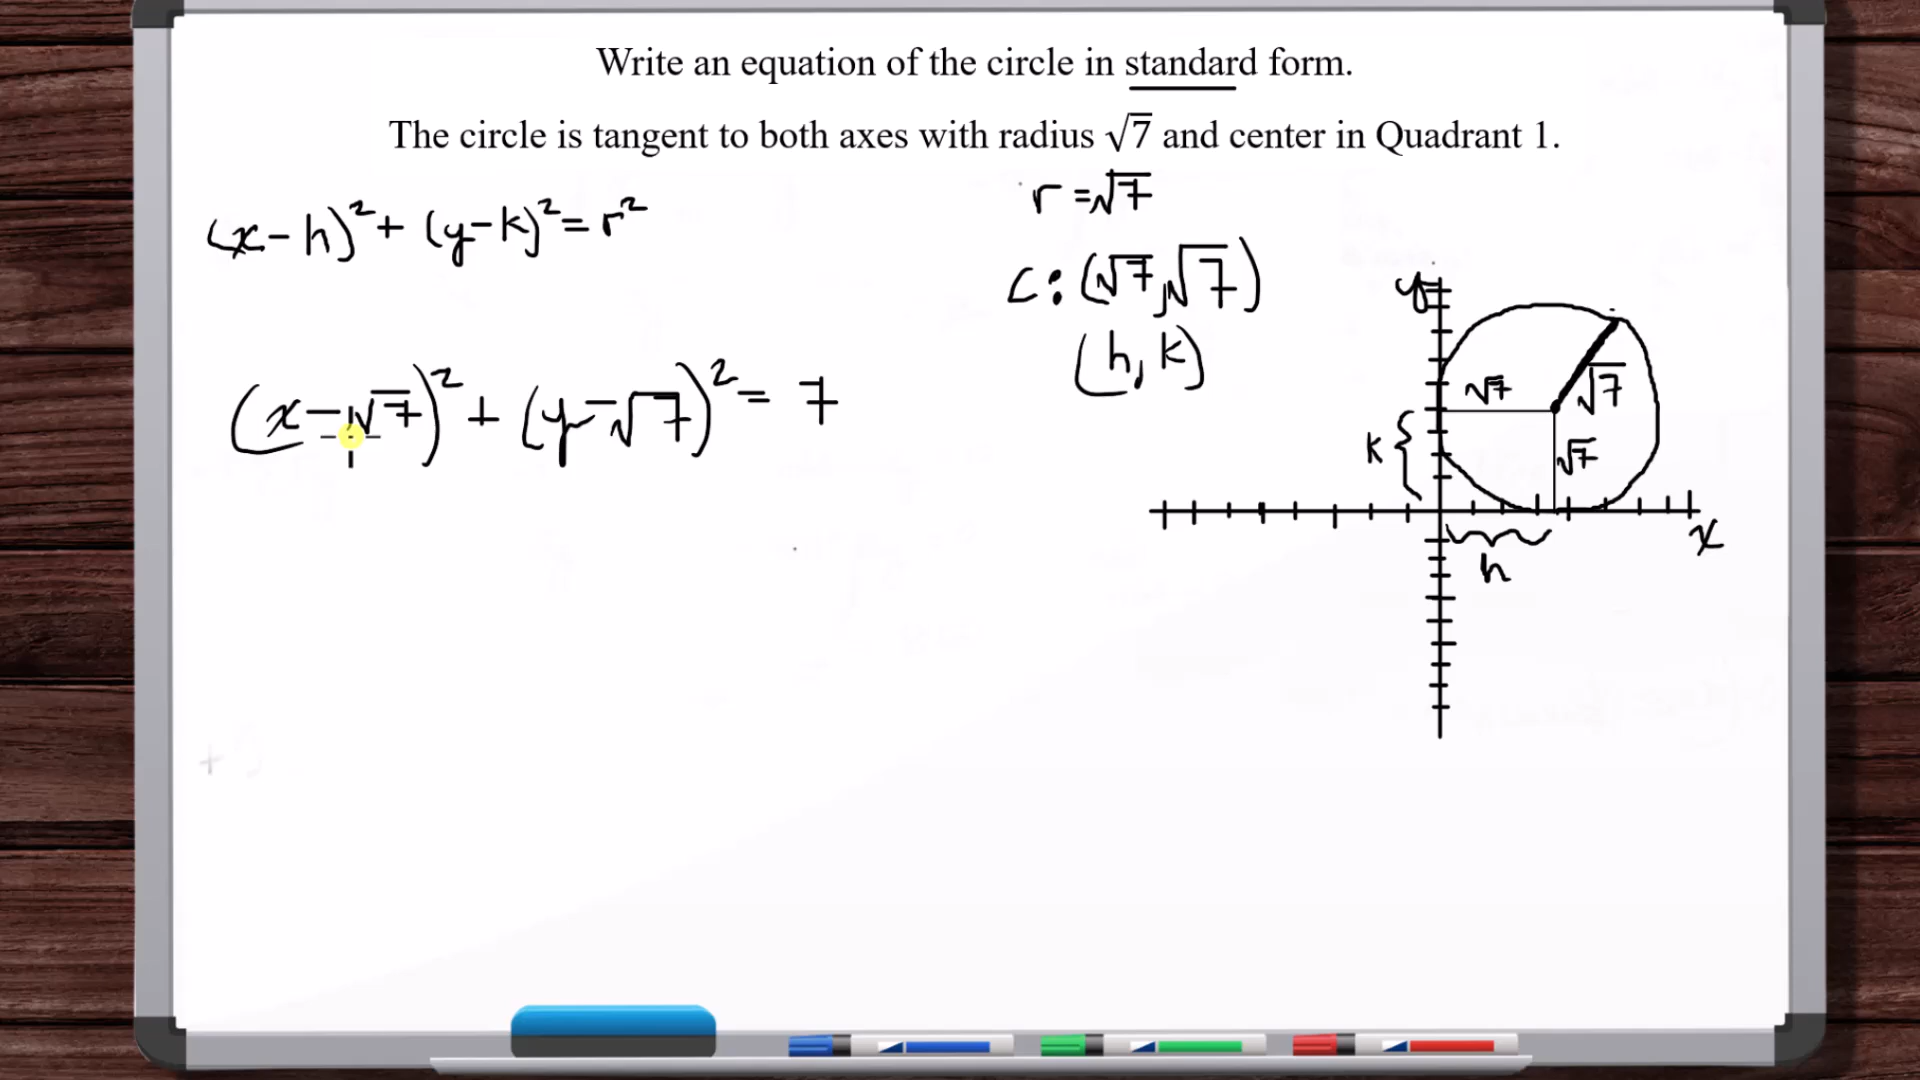 Write an equation of the circle in standard form.
The circle is tangent to both axes with radius √7 and center in Quadrant 1.
(x-h)²+(y-k)²=r²
r=√7
c:(√7,√7)
(h,k)
(x-√7)²+(y-√7)²=7
y
√7
√7
k
√7
x
h